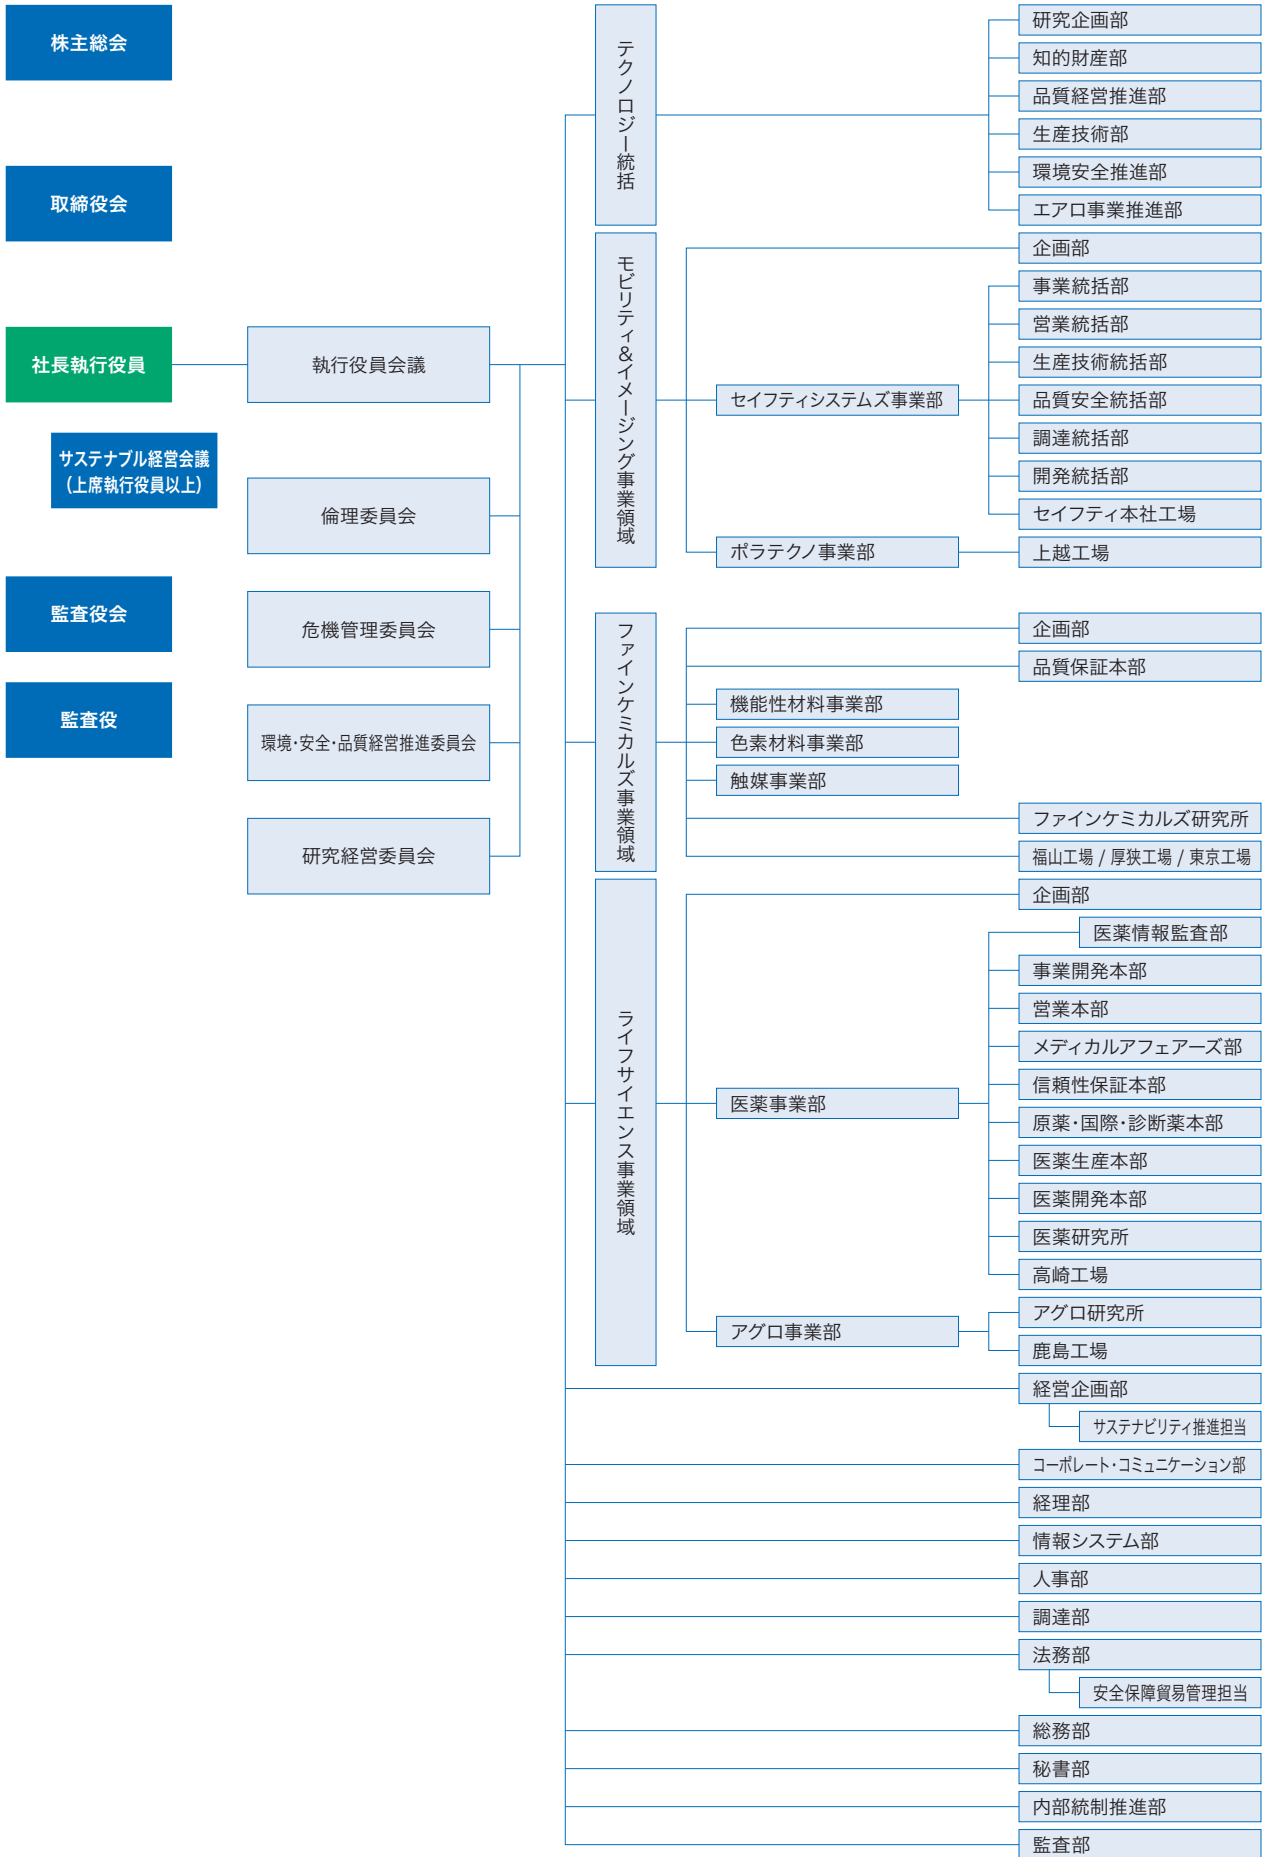 株主総会
取締役会
社長執行役員
サステナブル経営会議
（上席執行役員以上）
監査役会
監査役
執行役員会議
倫理委員会
危機管理委員会
環境・安全・品質経営推進委員会
研究経営委員会
テクノロジー統括
研究企画部
知的財産部
品質経営推進部
生産技術部
環境安全推進部
エアロ事業推進部
モビリティ&イメージング事業領域
企画部
セイフティシステムズ事業部
事業統括部
営業統括部
生産技術統括部
品質安全統括部
調達統括部
開発統括部
セイフティ本社工場
ポラテクノ事業部
上越工場
ファインケミカルズ事業領域
企画部
品質保証本部
機能性材料事業部
色素材料事業部
触媒事業部
ファインケミカルズ研究所
福山工場 / 厚狭工場 / 東京工場
ライフサイエンス事業領域
企画部
医薬事業部
医薬情報監査部
事業開発本部
営業本部
メディカルアフェアーズ部
信頼性保証本部
原薬・国際・診断薬本部
医薬生産本部
医薬開発本部
医薬研究所
高崎工場
アグロ事業部
アグロ研究所
鹿島工場
経営企画部
サステナビリティ推進担当
コーポレート・コミュニケーション部
経理部
情報システム部
人事部
調達部
法務部
安全保障貿易管理担当
総務部
秘書部
内部統制推進部
監査部